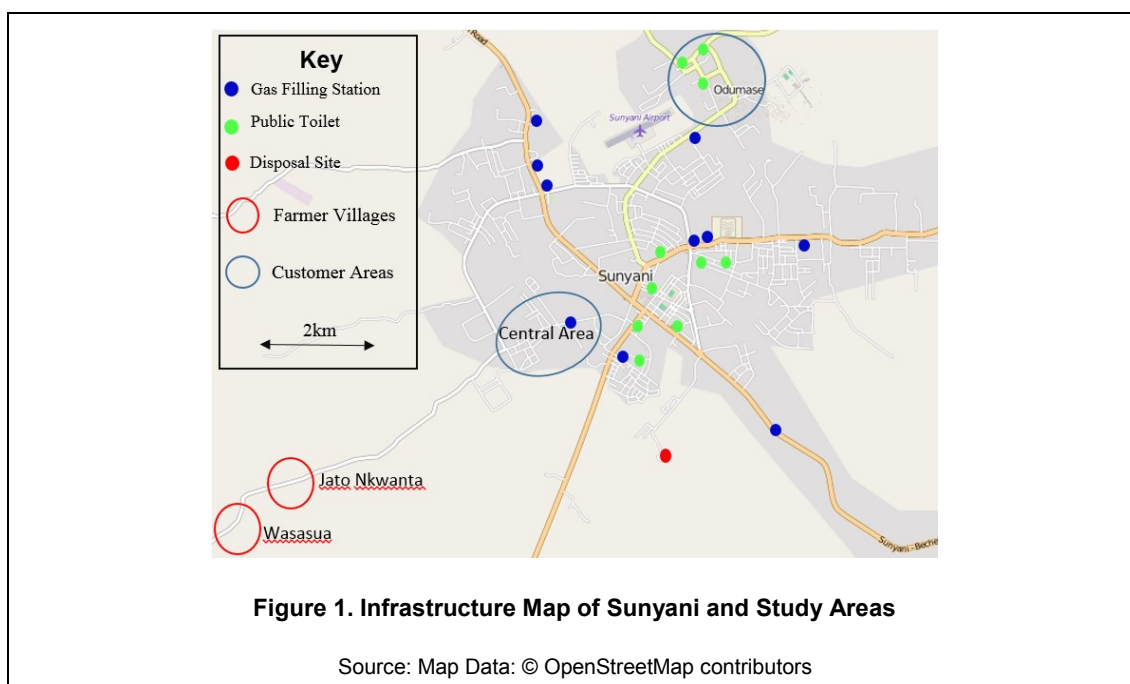 Key
Gas Filling Station
Public Toilet
Disposal Site
Farmer Villages
Customer Areas
2km
Road
Odumase
Sunyani Airport
Sunyani
Central Area
Jato Nkwanta
Wasasua
Sunyani - Beche
Figure 1. Infrastructure Map of Sunyani and Study Areas
Source: Map Data: © OpenStreetMap contributors